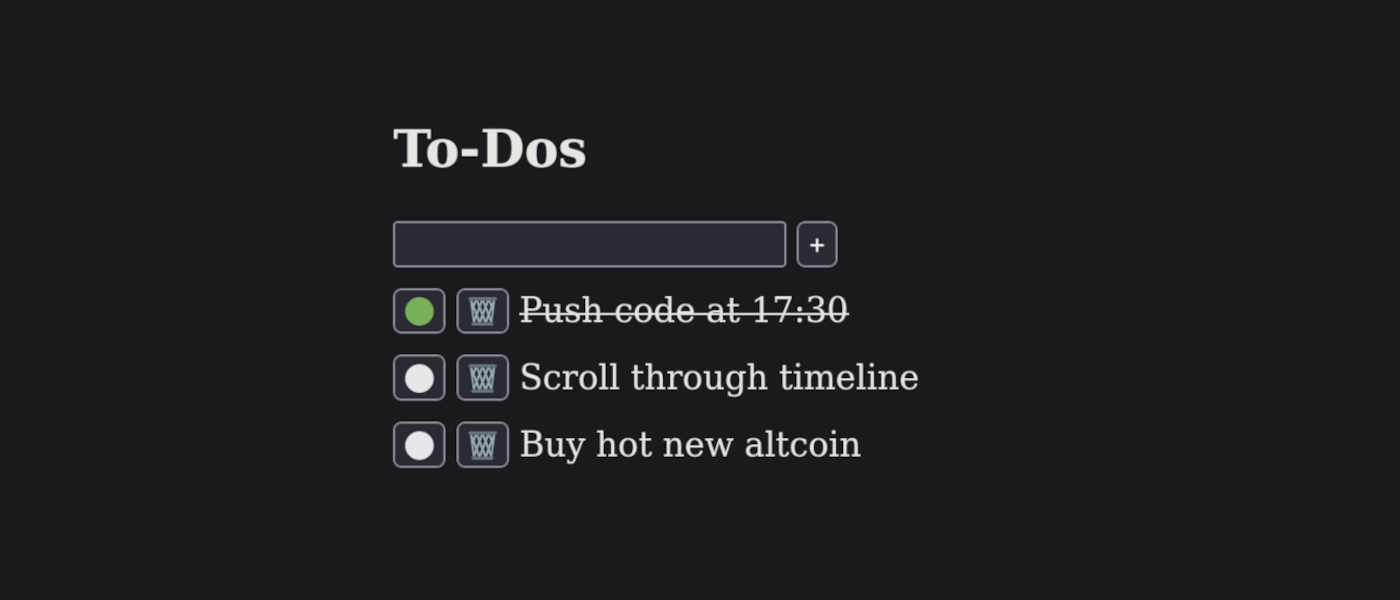 To-Dos
+
Push code at 17:30
Scroll through timeline
Buy hot new altcoin